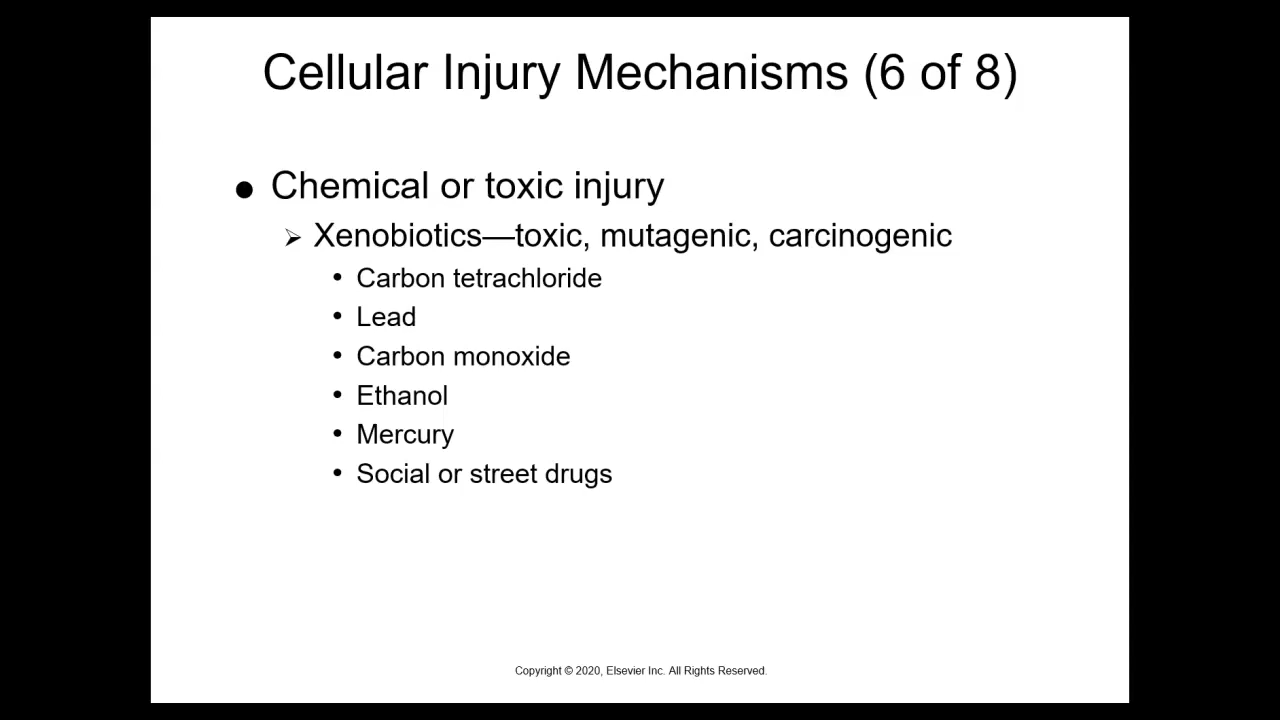 Cellular Injury Mechanisms (6 of 8)
● Chemical or toxic injury
➢ Xenobiotics—toxic, mutagenic, carcinogenic
• Carbon tetrachloride
• Lead
• Carbon monoxide
• Ethanol
• Mercury
• Social or street drugs
Copyright © 2020, Elsevier Inc. All Rights Reserved.